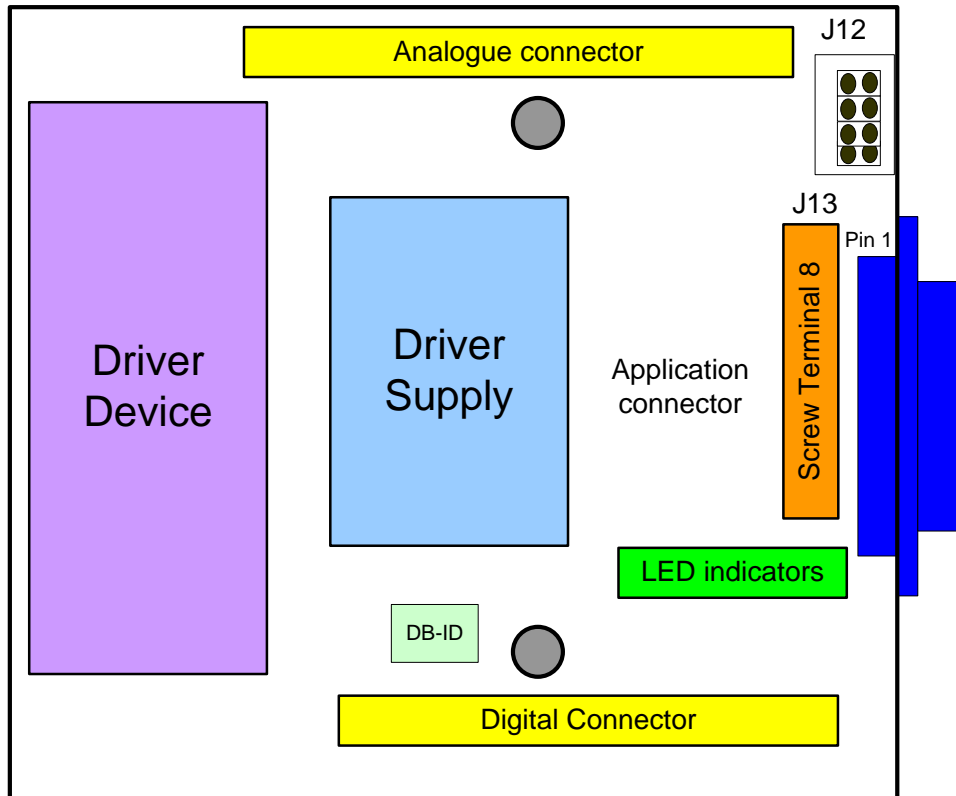 J12
Analogue connector
J13
Pin 1
Screw Terminal 8
Driver
Device
Driver
Supply
Application
connector
LED indicators
DB-ID
Digital Connector